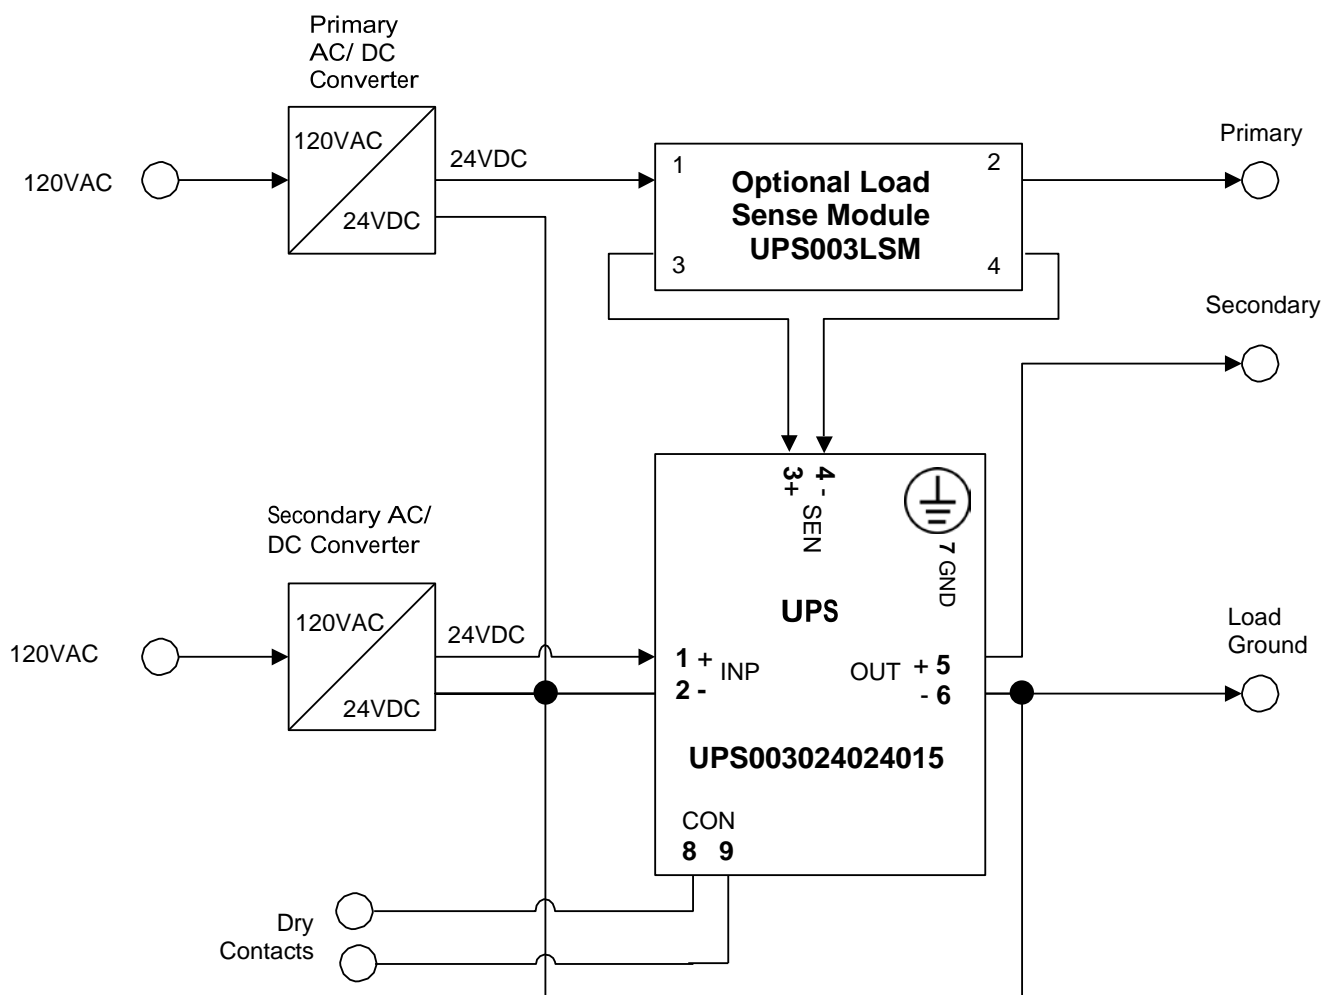 Primary
AC/ DC
Converter
120VAC
120VAC
24VDC
24VDC
1
2
Optional Load
Sense Module
UPS003LSM
3
4
Primary
Secondary
Secondary AC/
DC Converter
120VAC
120VAC
24VDC
24VDC
3+
4 -
SEN
7 GND
UPS
1 +
2 -
INP
OUT
+ 5
- 6
UPS003024024015
CON
8 9
Load
Ground
Dry
Contacts